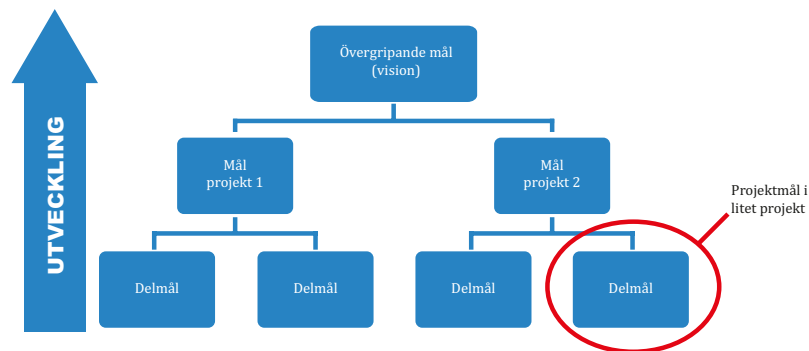 Övergripande mål
(vision)
UTVECKLING
Mål
projekt 1
Mål
projekt 2
Projektmål i
litet projekt
Delmål
Delmål
Delmål
Delmål